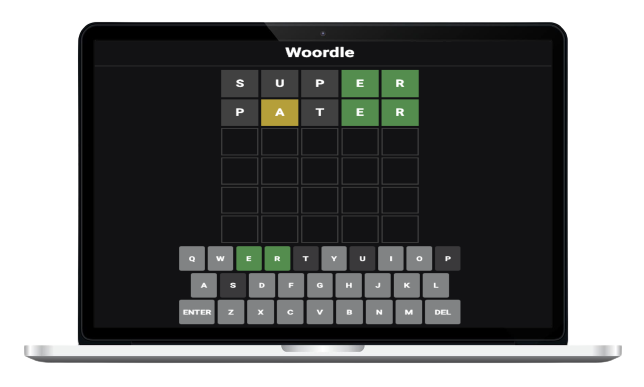 Woordle
S U P E R
P A T E R
Q W E R T Y U I O P
A S D F G H J K L
ENTER Z X C V B N M DEL